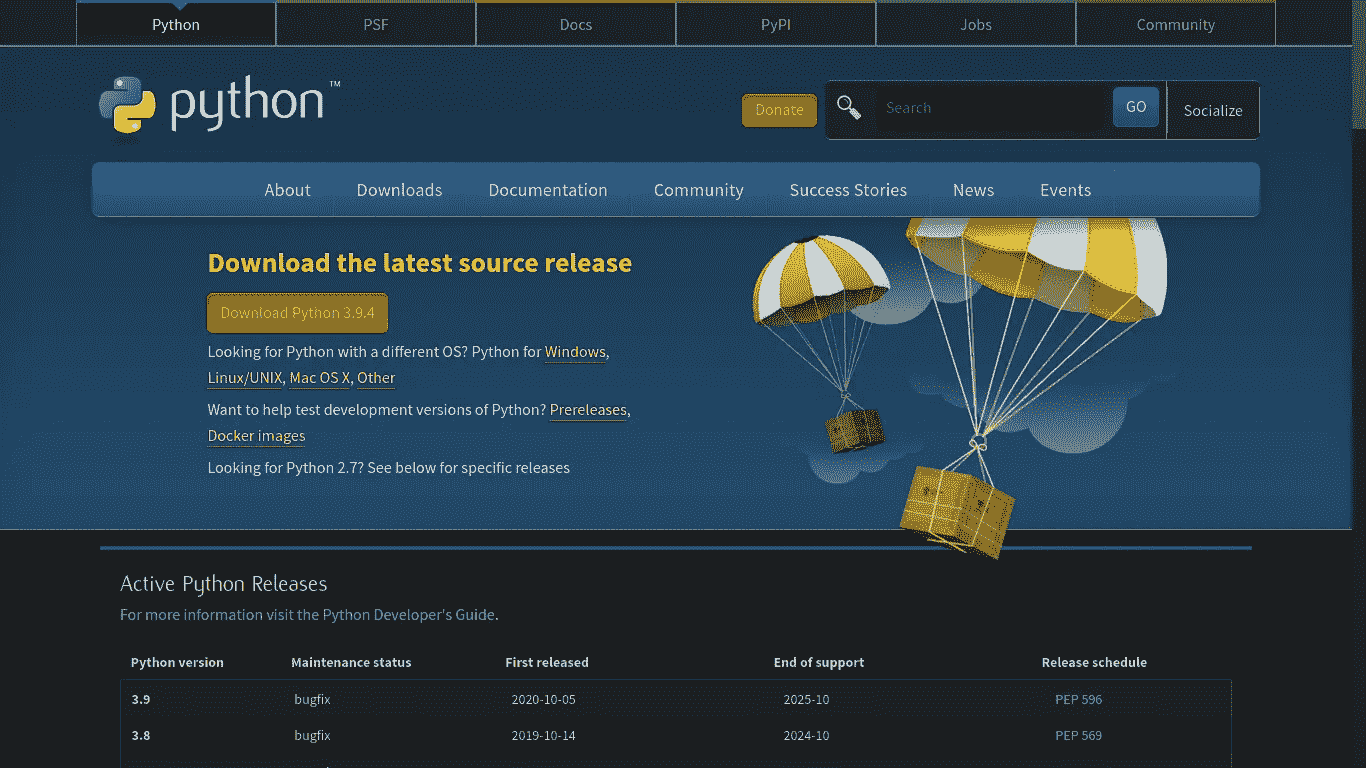 Python PSF Docs PyPI Jobs Community
python™
Donate Search GO Socialize
About Downloads Documentation Community Success Stories News Events
Download the latest source release
Download Python 3.9.4
Looking for Python with a different OS? Python for Windows,
Linux/UNIX, Mac OS X, Other
Want to help test development versions of Python? Prereleases,
Docker images
Looking for Python 2.7? See below for specific releases
Active Python Releases
For more information visit the Python Developer's Guide.
Python version Maintenance status First released End of support Release schedule
3.9 bugfix 2020-10-05 2025-10 PEP 596
3.8 bugfix 2019-10-14 2024-10 PEP 569